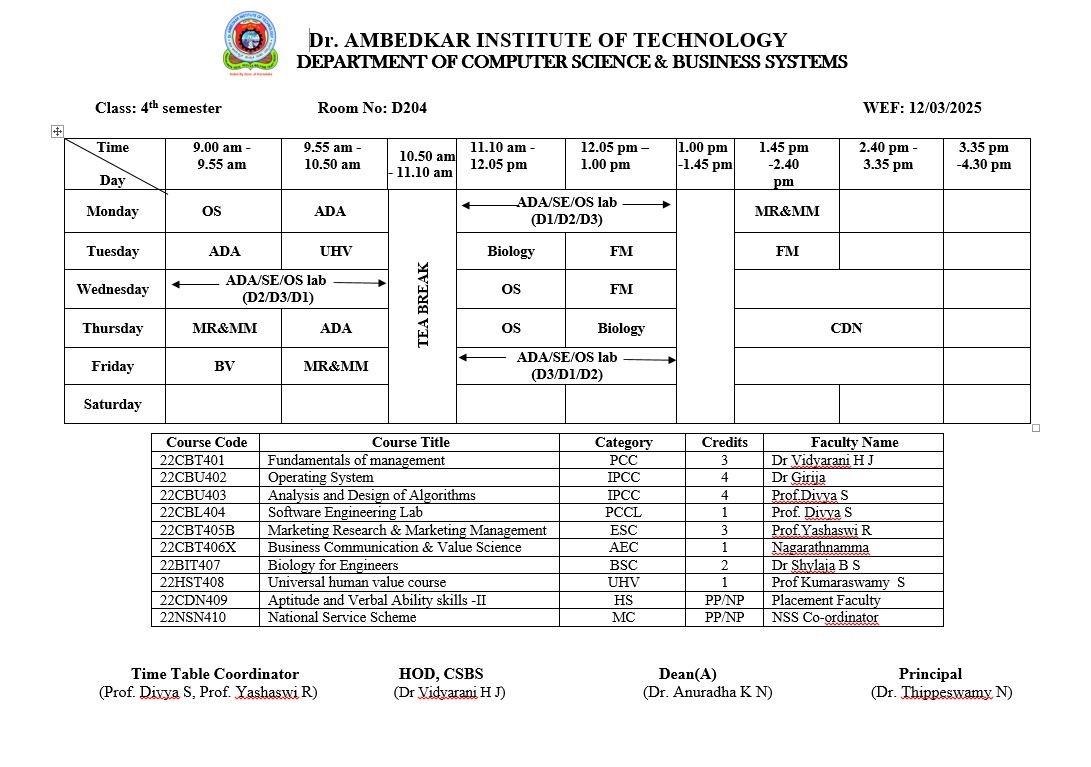 Dr. AMBEDKAR INSTITUTE OF TECHNOLOGY
DEPARTMENT OF COMPUTER SCIENCE & BUSINESS SYSTEMS
Class: 4th semester Room No: D204 WEF: 12/03/2025
Time Day 9.00 am - 9.55 am 9.55 am - 10.50 am 10.50 am - 11.10 am 11.10 am - 12.05 pm 12.05 pm – 1.00 pm 1.00 pm -1.45 pm 1.45 pm -2.40 pm 2.40 pm - 3.35 pm 3.35 pm -4.30 pm
Monday OS ADA ADA/SE/OS lab (D1/D2/D3) MR&MM
Tuesday ADA UHV Biology FM FM
Wednesday ADA/SE/OS lab (D2/D3/D1) OS FM
TEA BREAK
Thursday MR&MM ADA OS Biology CDN
Friday BV MR&MM ADA/SE/OS lab (D3/D1/D2)
Saturday
Course Code Course Title Category Credits Faculty Name
22CBT401 Fundamentals of management PCC 3 Dr Vidyarani H J
22CBU402 Operating System IPCC 4 Dr Girija
22CBU403 Analysis and Design of Algorithms IPCC 4 Prof.Divya S
22CBL404 Software Engineering Lab PCCL 1 Prof. Divya S
22CBT405B Marketing Research & Marketing Management ESC 3 Prof.Yashaswi R
22CBT406X Business Communication & Value Science AEC 1 Nagarathnamma
22BIT407 Biology for Engineers BSC 2 Dr Shylaja B S
22HST408 Universal human value course UHV 1 Prof Kumaraswamy S
22CDN409 Aptitude and Verbal Ability skills -II HS PP/NP Placement Faculty
22NSN410 National Service Scheme MC PP/NP NSS Co-ordinator
Time Table Coordinator HOD, CSBS Dean(A) Principal
(Prof. Divya S, Prof. Yashaswi R) (Dr Vidyarani H J) (Dr. Anuradha K N) (Dr. Thippeswamy N)